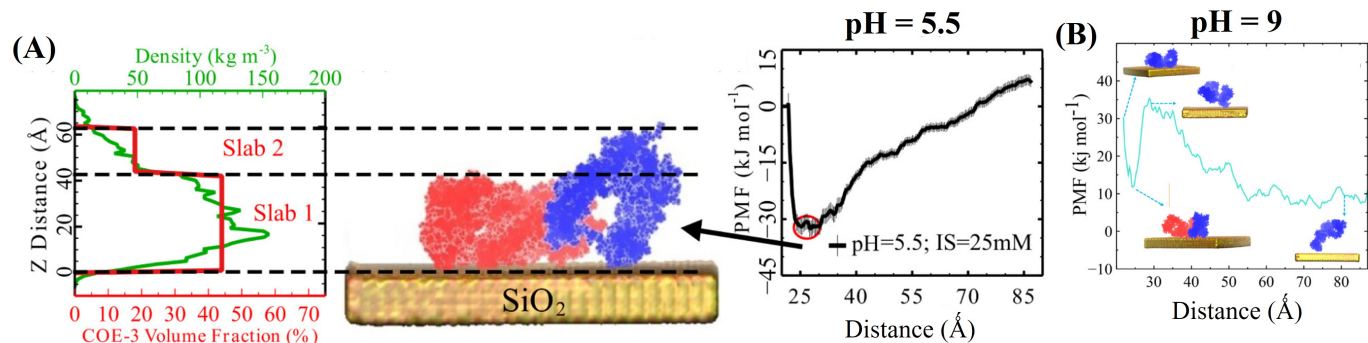 (A)
Density (kg m⁻³)
0 50 100 150 200
Z Distance (Å)
60
40
20
0
Slab 2
Slab 1
0 10 20 30 40 50 60 70
COE-3 Volume Fraction (%)
SiO₂
pH = 5.5
PMF (kJ mol⁻¹)
15
0
−15
−30
−45
pH=5.5; IS=25mM
25 40 55 70 85
Distance (Å)
(B)
pH = 9
PMF (kj mol⁻¹)
50
40
30
20
10
0
-10
30 40 50 60 70 80
Distance (Å)